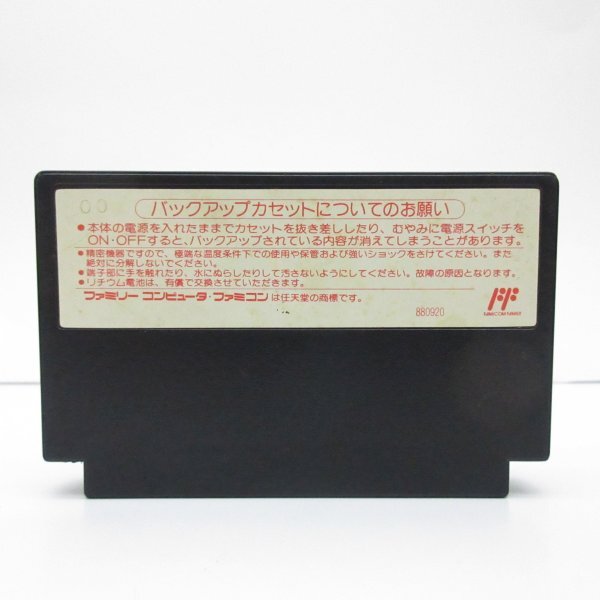 00
バックアップカセットについてのお願い
●本体の電源を入れたままでカセットを抜き差ししたり、むやみに電源スイッチを
ON・OFFすると、バックアップされている内容が消えてしまうことがあります。
●精密機器ですので、極端な温度条件下での使用や保管および強いショックをさけてください。また
絶対に分解しないでください。
●端子部に手を触れたり、水にぬらしたりして汚さないようにしてください。故障の原因となります。
●リチウム電池は、有償で交換させていただきます。
ファミリーコンピュータ・ファミコンは任天堂の商標です。
880920
FAMICOM FAMILY